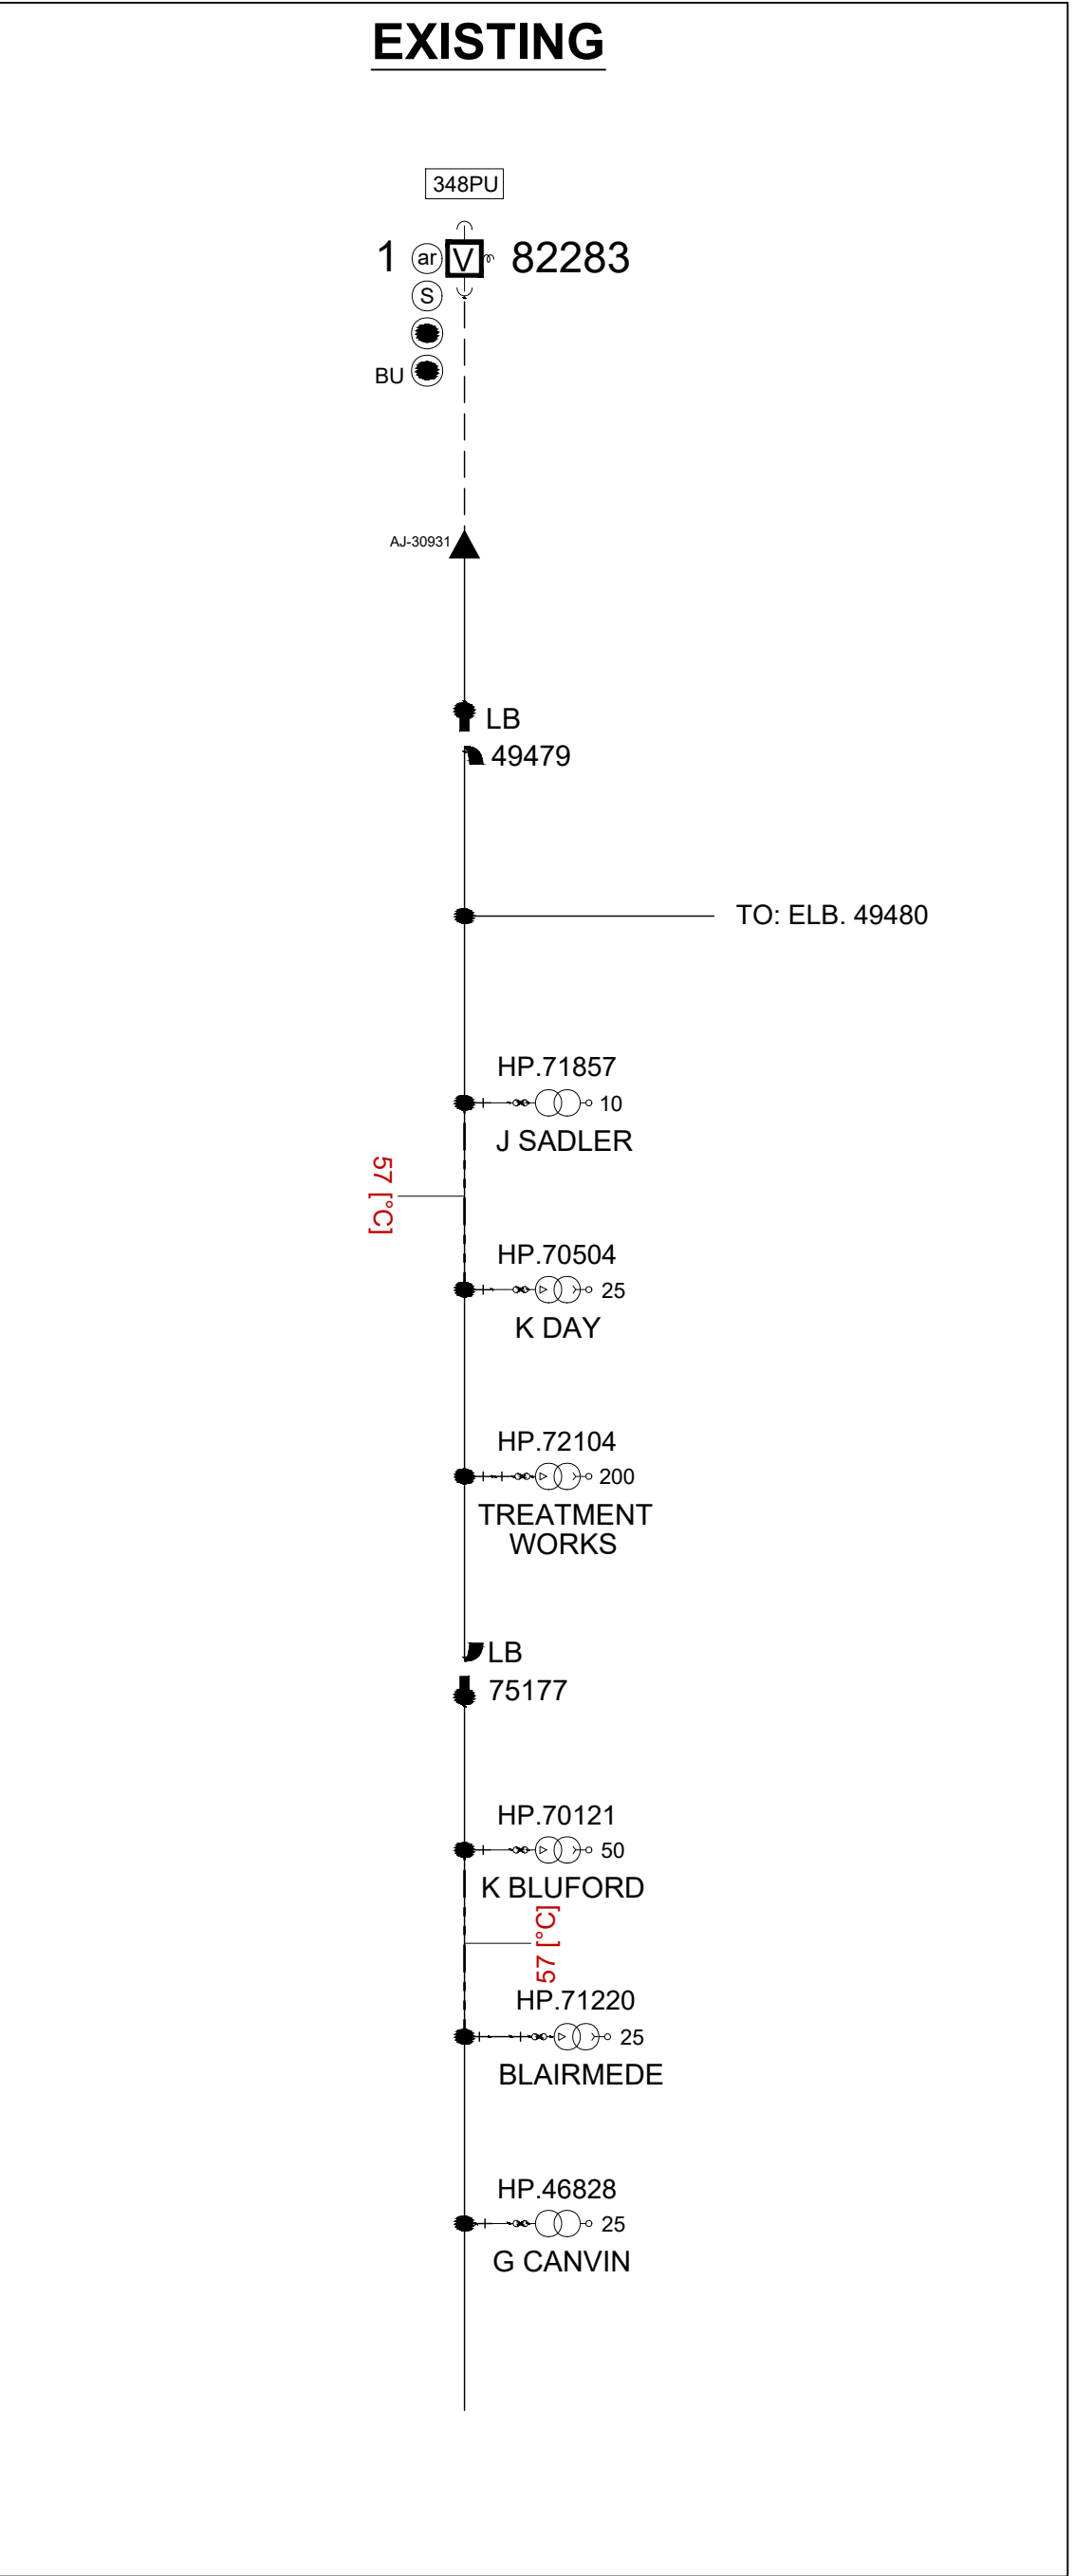 EXISTING
348PU
1 ar V 82283
S
BU
AJ-30931
LB
49479
TO: ELB. 49480
HP.71857
10
J SADLER
57 [°C]
HP.70504
25
K DAY
HP.72104
200
TREATMENT
WORKS
LB
75177
HP.70121
50
K BLUFORD
57 [°C]
HP.71220
25
BLAIRMEDE
HP.46828
25
G CANVIN